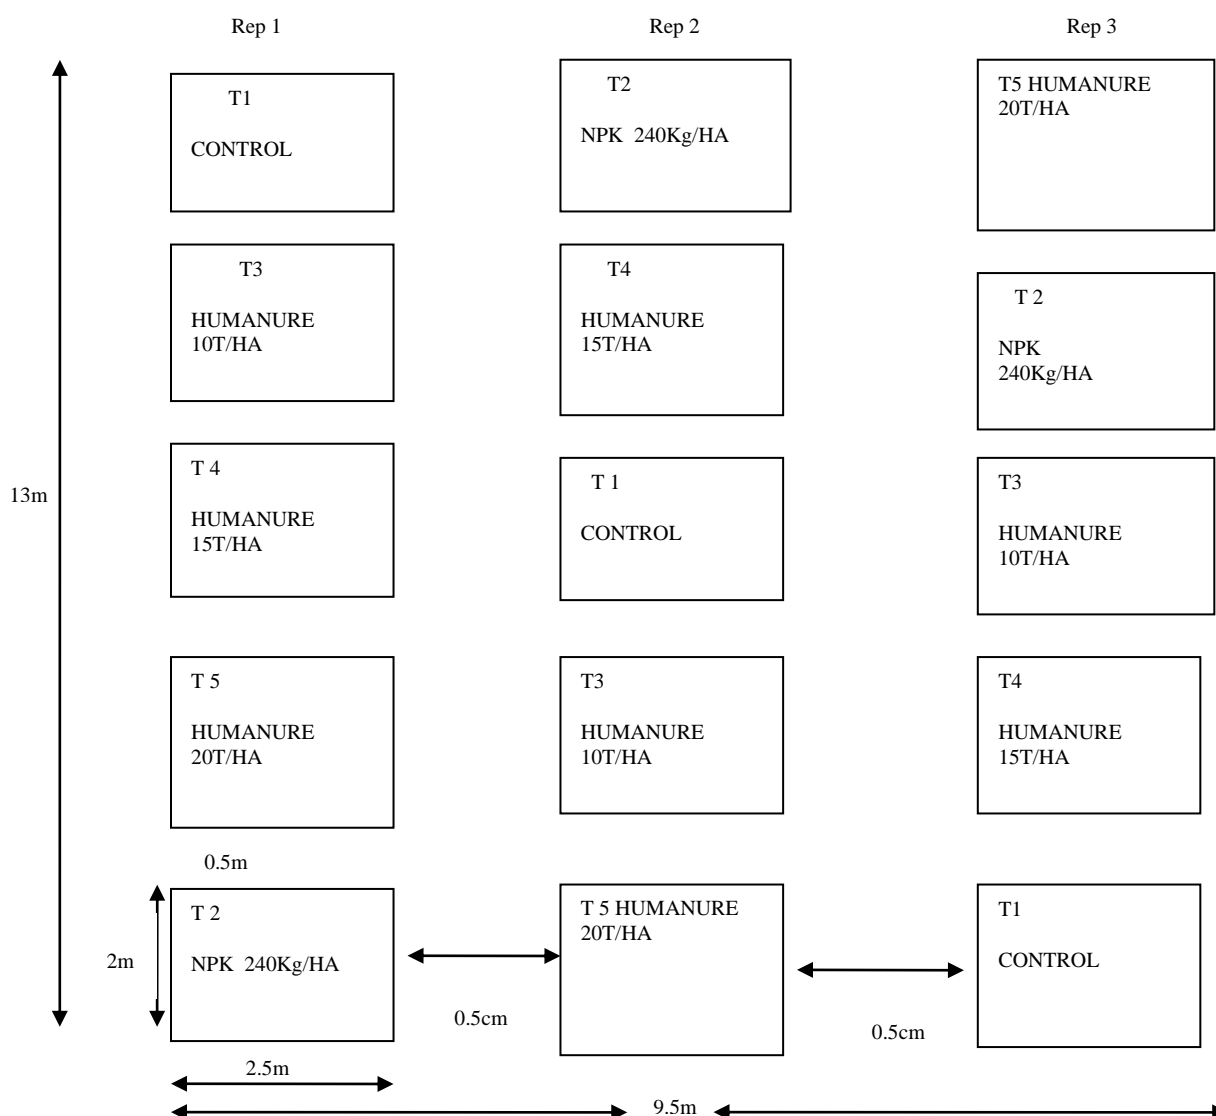 Rep 1
Rep 2
Rep 3
T1
CONTROL
T2
NPK 240Kg/HA
T5 HUMANURE
20T/HA
T3
HUMANURE
10T/HA
T4
HUMANURE
15T/HA
T 2
NPK
240Kg/HA
13m
T 4
HUMANURE
15T/HA
T 1
CONTROL
T3
HUMANURE
10T/HA
T 5
HUMANURE
20T/HA
T3
HUMANURE
10T/HA
T4
HUMANURE
15T/HA
0.5m
2m
T 2
NPK 240Kg/HA
0.5cm
T 5 HUMANURE
20T/HA
0.5cm
T1
CONTROL
2.5m
9.5m